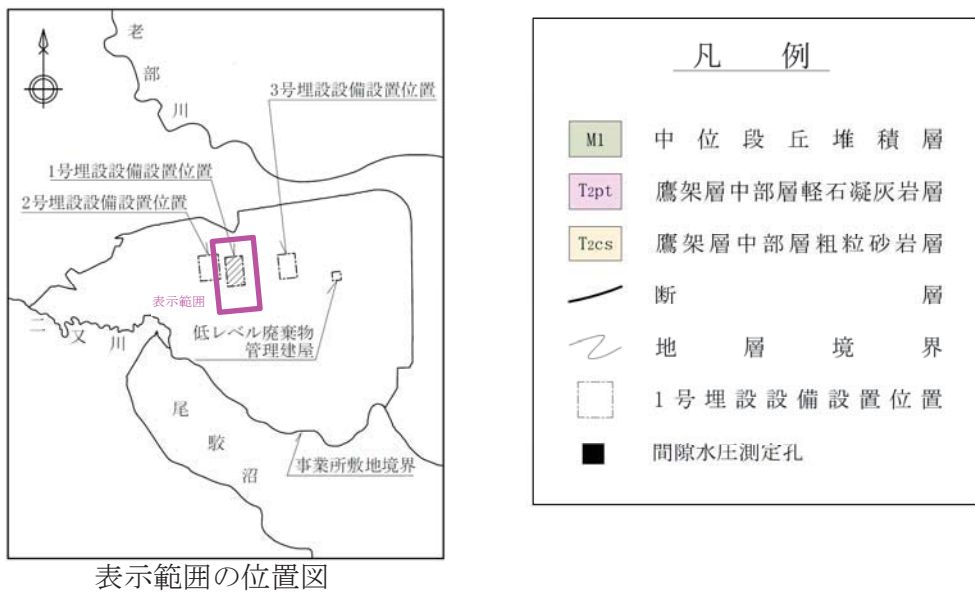 老部川
3号埋設設備設置位置
1号埋設設備設置位置
2号埋設設備設置位置
表示範囲
低レベル廃棄物
管理建屋
二又川
尾駮沼
事業所敷地境界
表示範囲の位置図
凡 例
M1 中位段丘堆積層
T2pt 鷹架層中部層軽石凝灰岩層
T2cs 鷹架層中部層粗粒砂岩層
断層
地層境界
1号埋設設備設置位置
間隙水圧測定孔